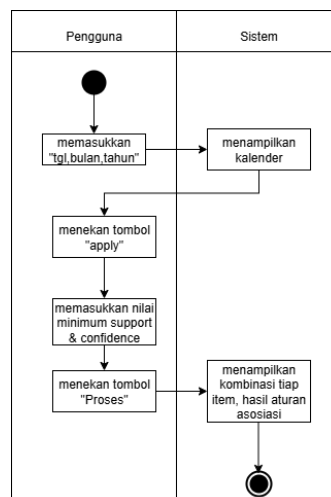 Pengguna
Sistem
memasukkan
"tgl,bulan,tahun"
menampilkan
kalender
menekan tombol
"apply"
memasukkan nilai
minimum support
& confidence
menekan tombol
"Proses"
menampilkan
kombinasi tiap
item, hasil aturan
asosiasi